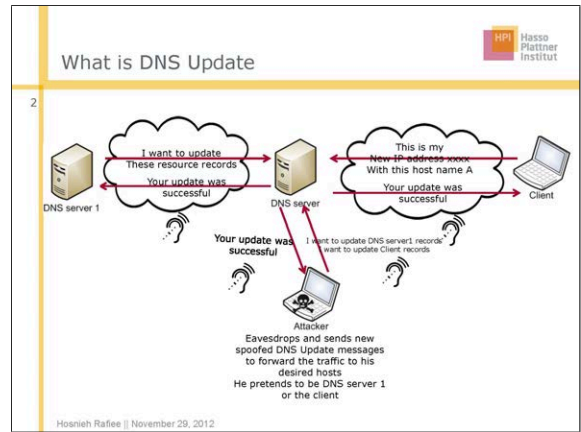 What is DNS Update
HPI Hasso
Plattner
Institut
2
I want to update
These resource records
Your update was
successful
DNS server 1
DNS server
This is my
New IP address xxxx
With this host name A
Your update was
successful
Client
Your update was
successful
I want to update DNS server1 records
I want to update Client records
Attacker
Eavesdrops and sends new
spoofed DNS Update messages
to forward the traffic to his
desired hosts
He pretends to be DNS server 1
or the client
Hosnieh Rafiee || November 29, 2012